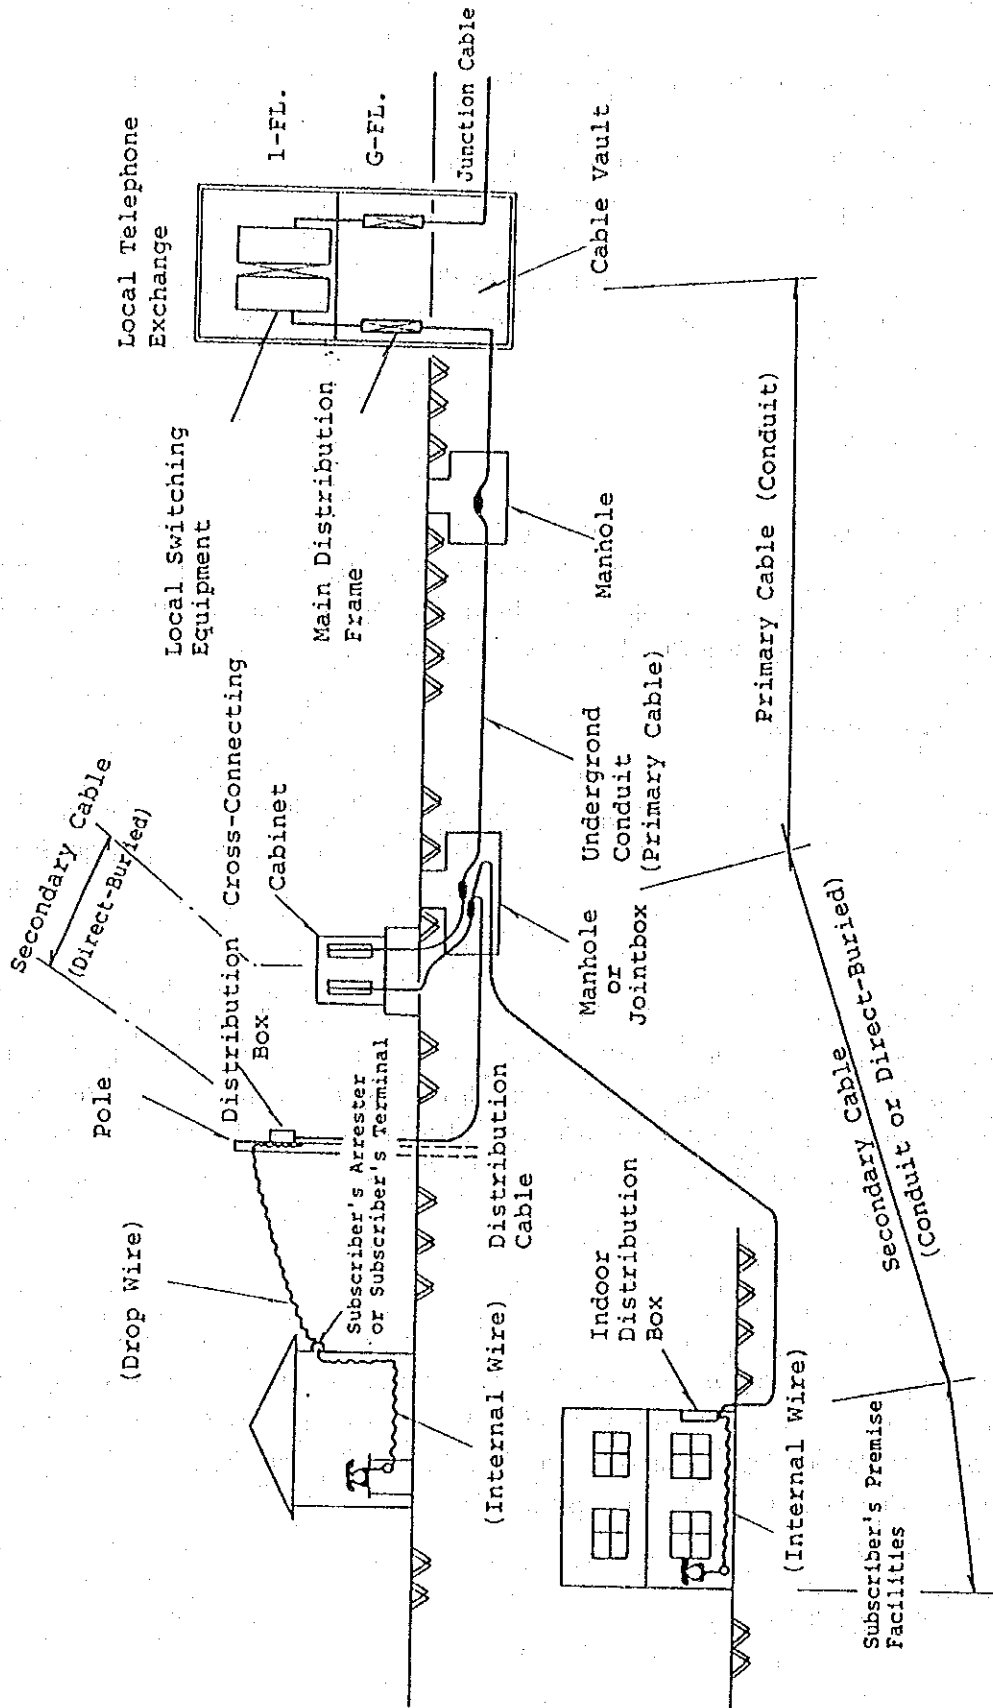 Local Telephone
Exchange
1-FL.
G-FL.
Junction Cable
Local Switching
Equipment
Main Distribution
Frame
Cable Vault
Secondary Cable
(Direct-Buried)
Cross-Connecting
Cabinet
Pole
Distribution
Box
(Drop Wire)
Subscriber's Arrester
or Subscriber's Terminal
(Internal Wire)
Distribution
Cable
Manhole
or
Jointbox
Undergrond
Conduit
(Primary Cable)
Manhole
Indoor
Distribution
Box
(Internal Wire)
Subscriber's Premise
Facilities
Secondary Cable
(Conduit or Direct-Buried)
Primary Cable (Conduit)